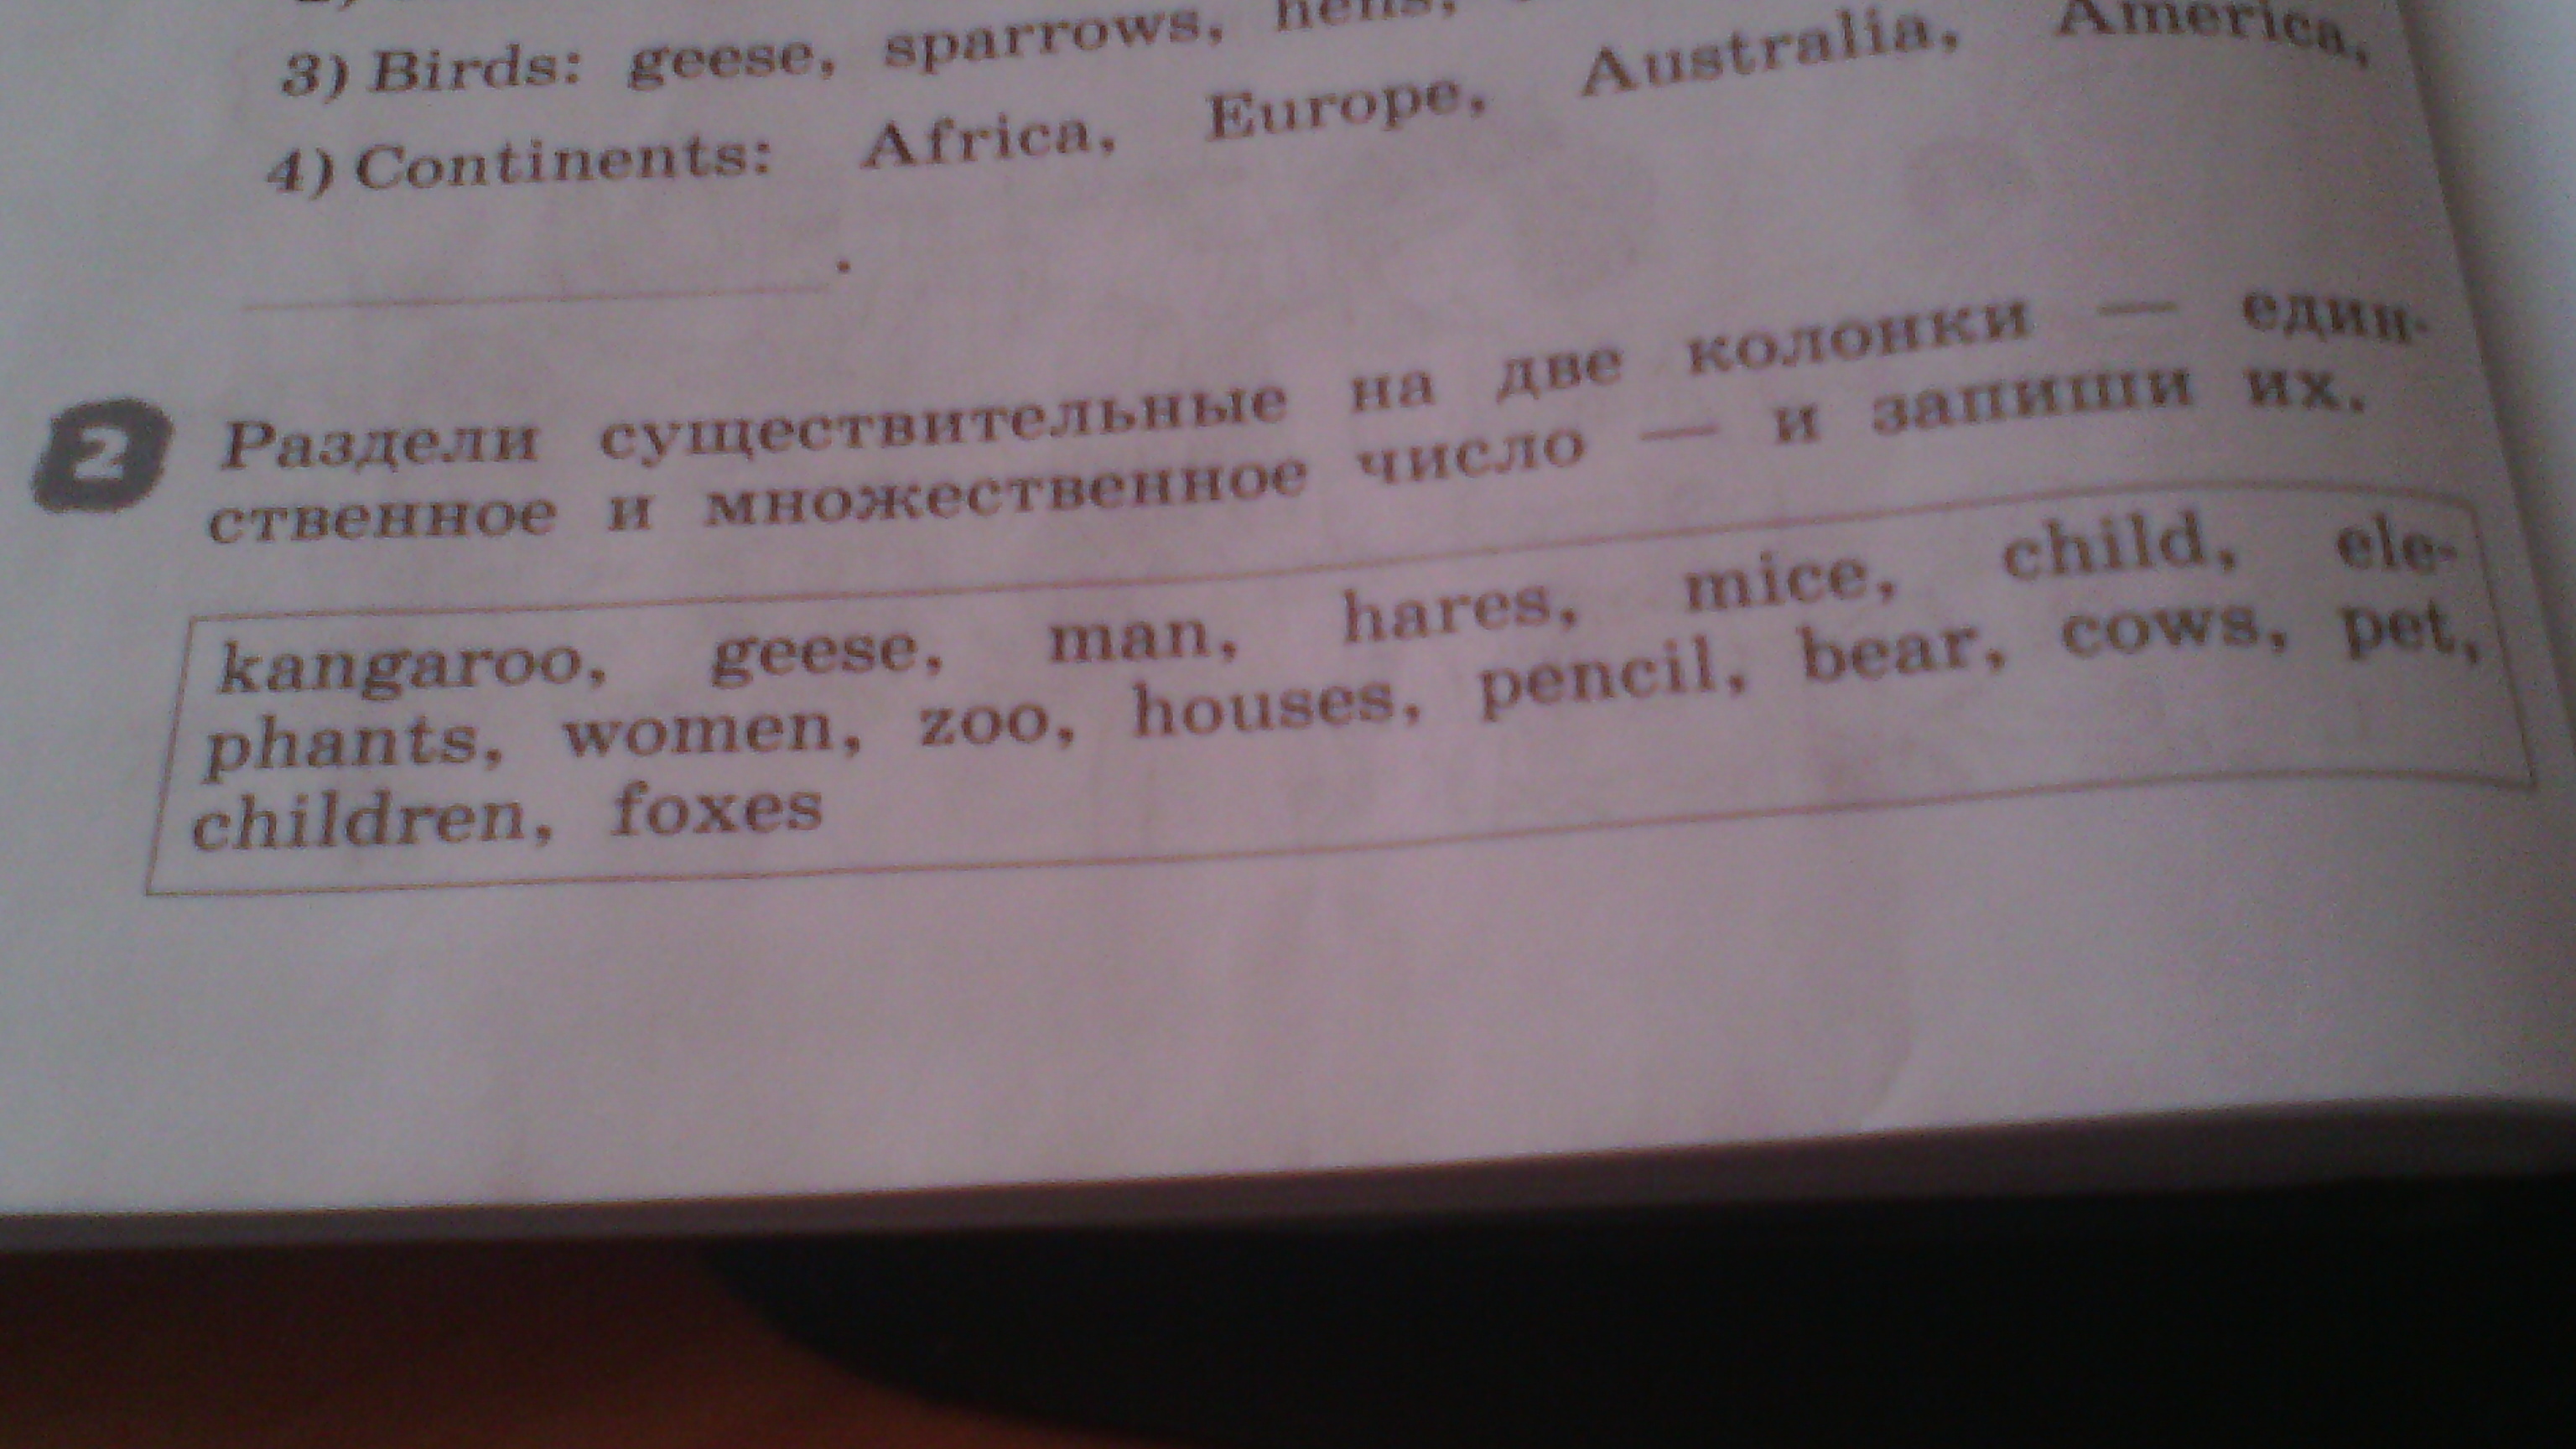 3) Birds: geese, sparrows, hens,
4) Continents: Africa, Europe, Australia, America,
.
2 Раздели существительные на две колонки — един-
ственное и множественное число — и запиши их.
kangaroo, geese, man, hares, mice, child, ele-
phants, women, zoo, houses, pencil, bear, cows, pet,
children, foxes